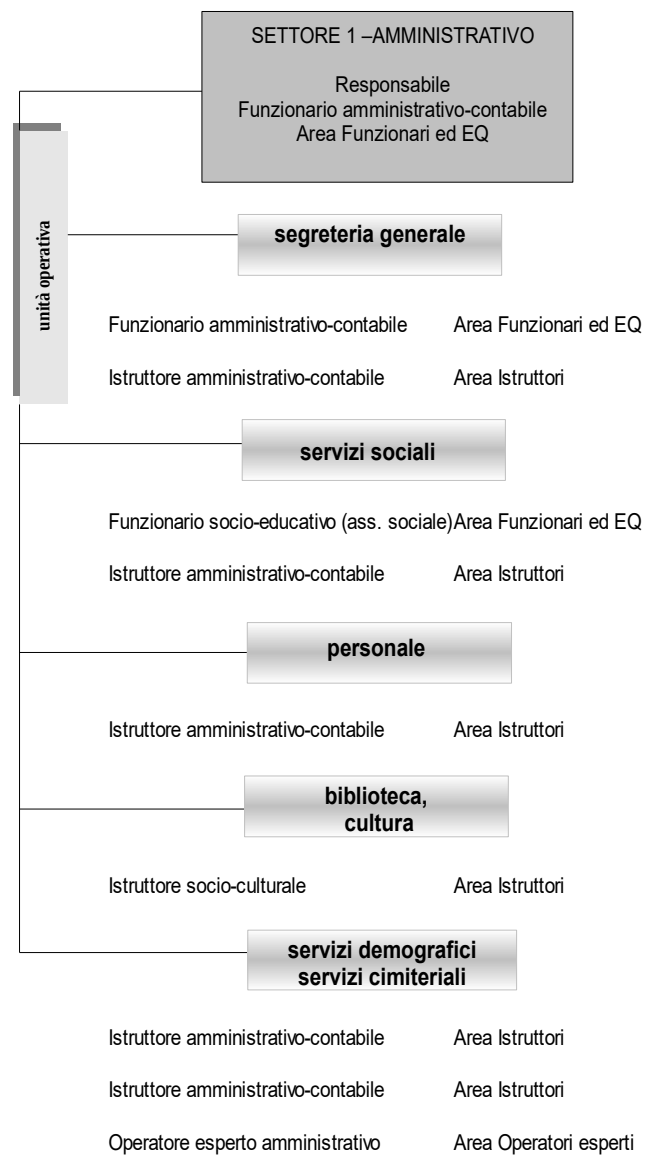 SETTORE 1 –AMMINISTRATIVO
Responsabile
Funzionario amministrativo-contabile
Area Funzionari ed EQ
unità operativa
segreteria generale
Funzionario amministrativo-contabile Area Funzionari ed EQ
Istruttore amministrativo-contabile Area Istruttori
servizi sociali
Funzionario socio-educativo (ass. sociale)Area Funzionari ed EQ
Istruttore amministrativo-contabile Area Istruttori
personale
Istruttore amministrativo-contabile Area Istruttori
biblioteca,
cultura
Istruttore socio-culturale Area Istruttori
servizi demografici
servizi cimiteriali
Istruttore amministrativo-contabile Area Istruttori
Istruttore amministrativo-contabile Area Istruttori
Operatore esperto amministrativo Area Operatori esperti